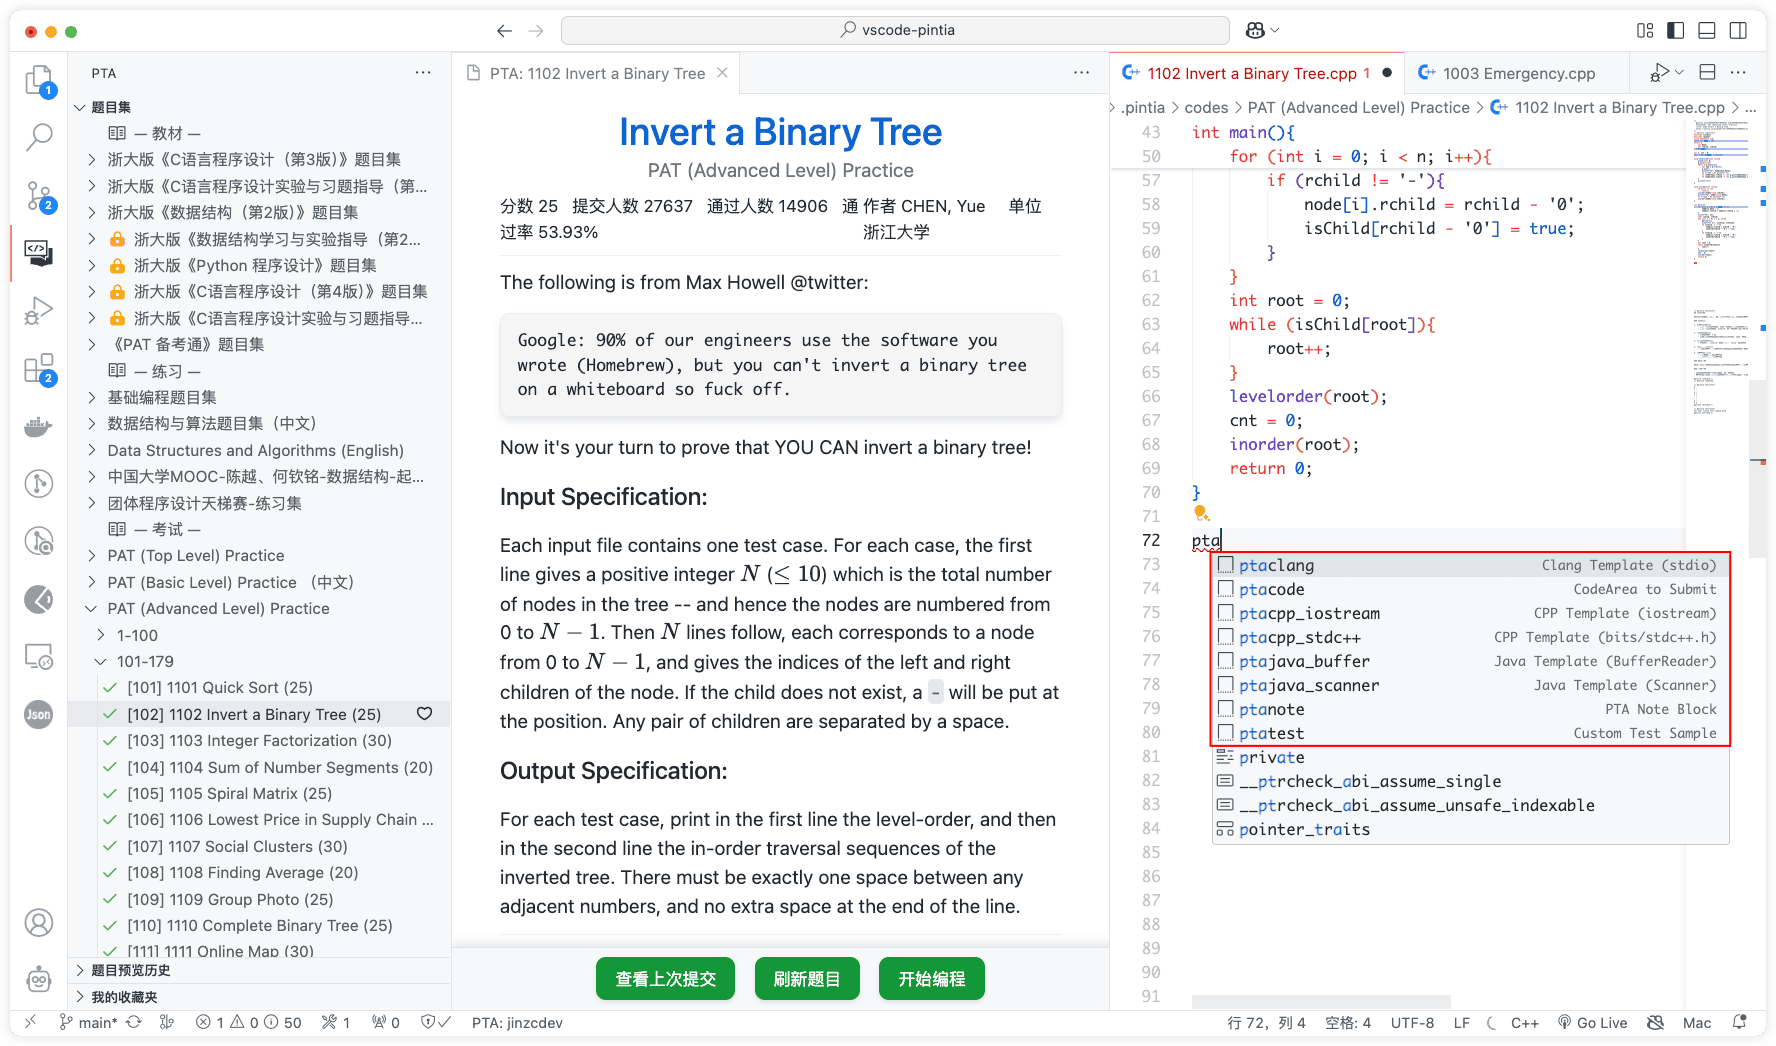 vscode-pintia
PTA
题目集
— 教材 —
浙大版《C语言程序设计（第3版）》题目集
浙大版《C语言程序设计实验与习题指导（第...
浙大版《数据结构（第2版）》题目集
浙大版《数据结构学习与实验指导（第2...
浙大版《Python 程序设计》题目集
浙大版《C语言程序设计（第4版）》题目集
浙大版《C语言程序设计实验与习题指导...
《PAT 备考通》题目集
— 练习 —
基础编程题目集
数据结构与算法题目集（中文）
Data Structures and Algorithms (English)
中国大学MOOC-陈越、何钦铭-数据结构-起...
团体程序设计天梯赛-练习集
— 考试 —
PAT (Top Level) Practice
PAT (Basic Level) Practice （中文）
PAT (Advanced Level) Practice
1-100
101-179
[101] 1101 Quick Sort (25)
[102] 1102 Invert a Binary Tree (25)
[103] 1103 Integer Factorization (30)
[104] 1104 Sum of Number Segments (20)
[105] 1105 Spiral Matrix (25)
[106] 1106 Lowest Price in Supply Chain ...
[107] 1107 Social Clusters (30)
[108] 1108 Finding Average (20)
[109] 1109 Group Photo (25)
[110] 1110 Complete Binary Tree (25)
[111] 1111 Online Map (30)
题目预览历史
我的收藏夹
1
2
2
Json
PTA: 1102 Invert a Binary Tree
Invert a Binary Tree
PAT (Advanced Level) Practice
分数 25 提交人数 27637 通过人数 14906 通
过率 53.93%
作者 CHEN, Yue 单位
浙江大学
The following is from Max Howell @twitter:
Google: 90% of our engineers use the software you
wrote (Homebrew), but you can't invert a binary tree
on a whiteboard so fuck off.
Now it's your turn to prove that YOU CAN invert a binary tree!
Input Specification:
Each input file contains one test case. For each case, the first
line gives a positive integer N (≤ 10) which is the total number
of nodes in the tree -- and hence the nodes are numbered from
0 to N − 1. Then N lines follow, each corresponds to a node
from 0 to N − 1, and gives the indices of the left and right
children of the node. If the child does not exist, a - will be put at
the position. Any pair of children are separated by a space.
Output Specification:
For each test case, print in the first line the level-order, and then
in the second line the in-order traversal sequences of the
inverted tree. There must be exactly one space between any
adjacent numbers, and no extra space at the end of the line.
查看上次提交 刷新题目 开始编程
1102 Invert a Binary Tree.cpp 1
1003 Emergency.cpp
.pintia > codes > PAT (Advanced Level) Practice > 1102 Invert a Binary Tree.cpp > ...
43 int main(){
50 for (int i = 0; i < n; i++){
57 if (rchild != '-'){
58 node[i].rchild = rchild - '0';
59 isChild[rchild - '0'] = true;
60 }
61 }
62 int root = 0;
63 while (isChild[root]){
64 root++;
65 }
66 levelorder(root);
67 cnt = 0;
68 inorder(root);
69 return 0;
70 }
71
72 pta
73 ptaclang Clang Template (stdio)
74 ptacode CodeArea to Submit
75 ptacpp_iostream CPP Template (iostream)
76 ptacpp_stdc++ CPP Template (bits/stdc++.h)
77 ptajava_buffer Java Template (BufferReader)
78 ptajava_scanner Java Template (Scanner)
79 ptanote PTA Note Block
80 ptatest Custom Test Sample
81 private
82 __ptrcheck_abi_assume_single
83 __ptrcheck_abi_assume_unsafe_indexable
84 pointer_traits
85
86
87
88
89
90
91
main* 1 0 50 1 0 PTA: jinzcdev
行 72，列 4 空格: 4 UTF-8 LF C++ Go Live Mac